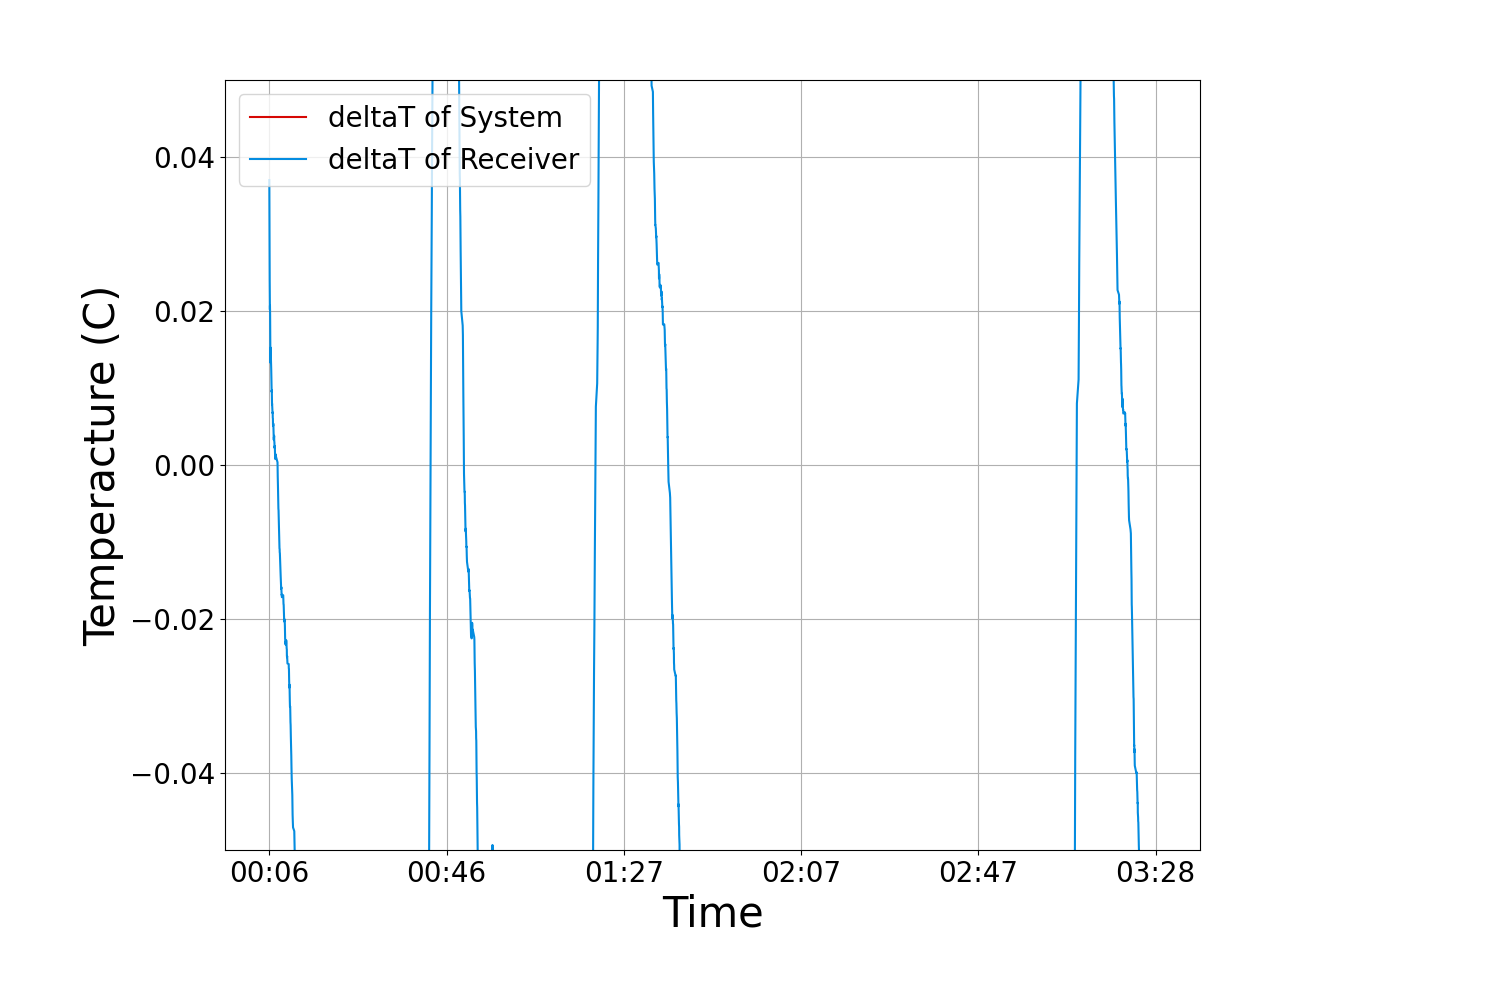 deltaT of System
deltaT of Receiver
Temperacture (C)
0.04
0.02
0.00
−0.02
−0.04
00:06 00:46 01:27 02:07 02:47 03:28
Time